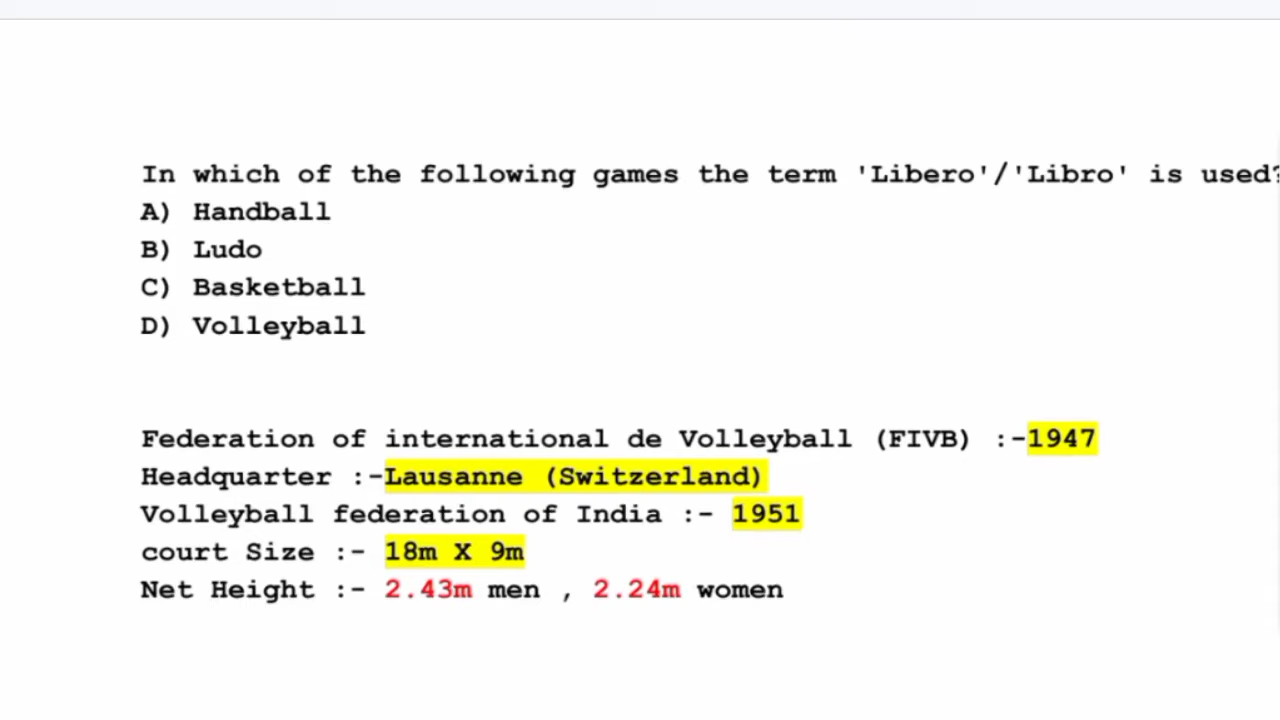 In which of the following games the term 'Libero'/'Libro' is used?
A) Handball
B) Ludo
C) Basketball
D) Volleyball
Federation of international de Volleyball (FIVB) :-1947
Headquarter :-Lausanne (Switzerland)
Volleyball federation of India :- 1951
court Size :- 18m X 9m
Net Height :- 2.43m men , 2.24m women